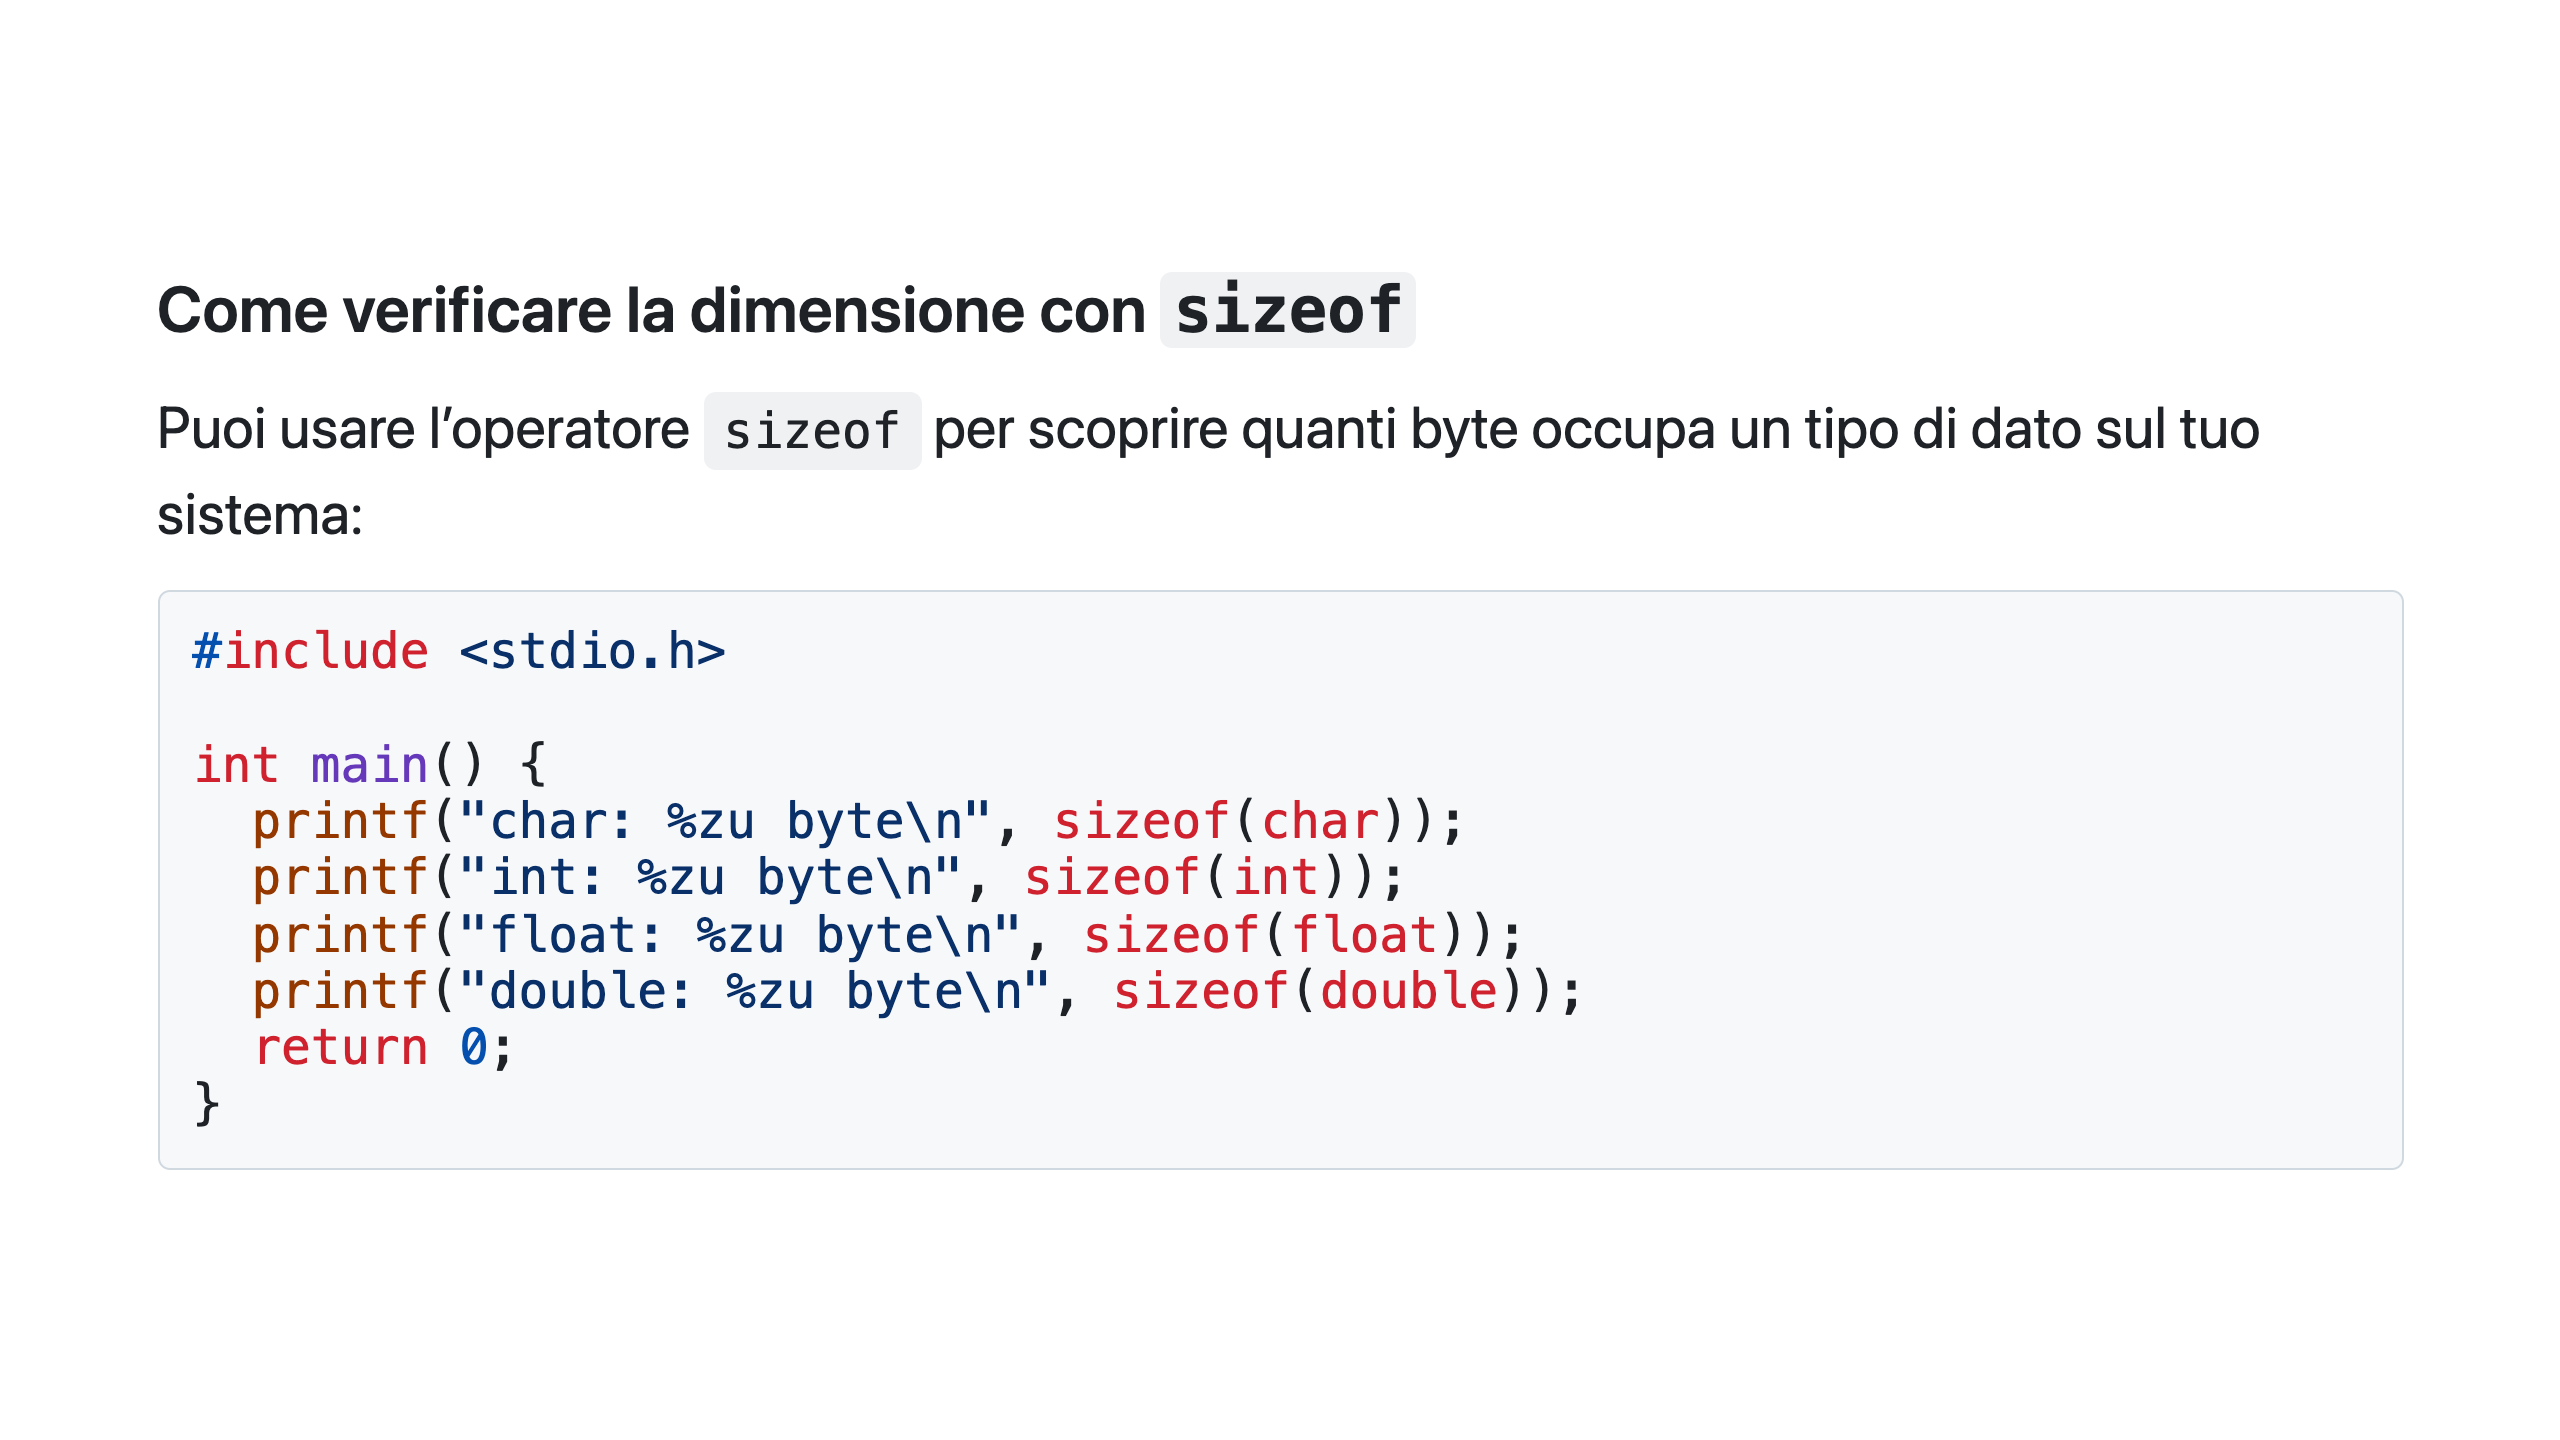 Come verificare la dimensione con sizeof
Puoi usare l’operatore sizeof per scoprire quanti byte occupa un tipo di dato sul tuo
sistema:
#include <stdio.h>
int main() {
  printf("char: %zu byte\n", sizeof(char));
  printf("int: %zu byte\n", sizeof(int));
  printf("float: %zu byte\n", sizeof(float));
  printf("double: %zu byte\n", sizeof(double));
  return 0;
}